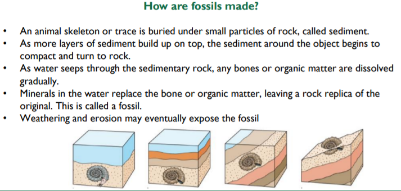 How are fossils made?
• An animal skeleton or trace is buried under small particles of rock, called sediment.
• As more layers of sediment build up on top, the sediment around the object begins to
compact and turn to rock.
• As water seeps through the sedimentary rock, any bones or organic matter are dissolved
gradually.
• Minerals in the water replace the bone or organic matter, leaving a rock replica of the
original. This is called a fossil.
• Weathering and erosion may eventually expose the fossil